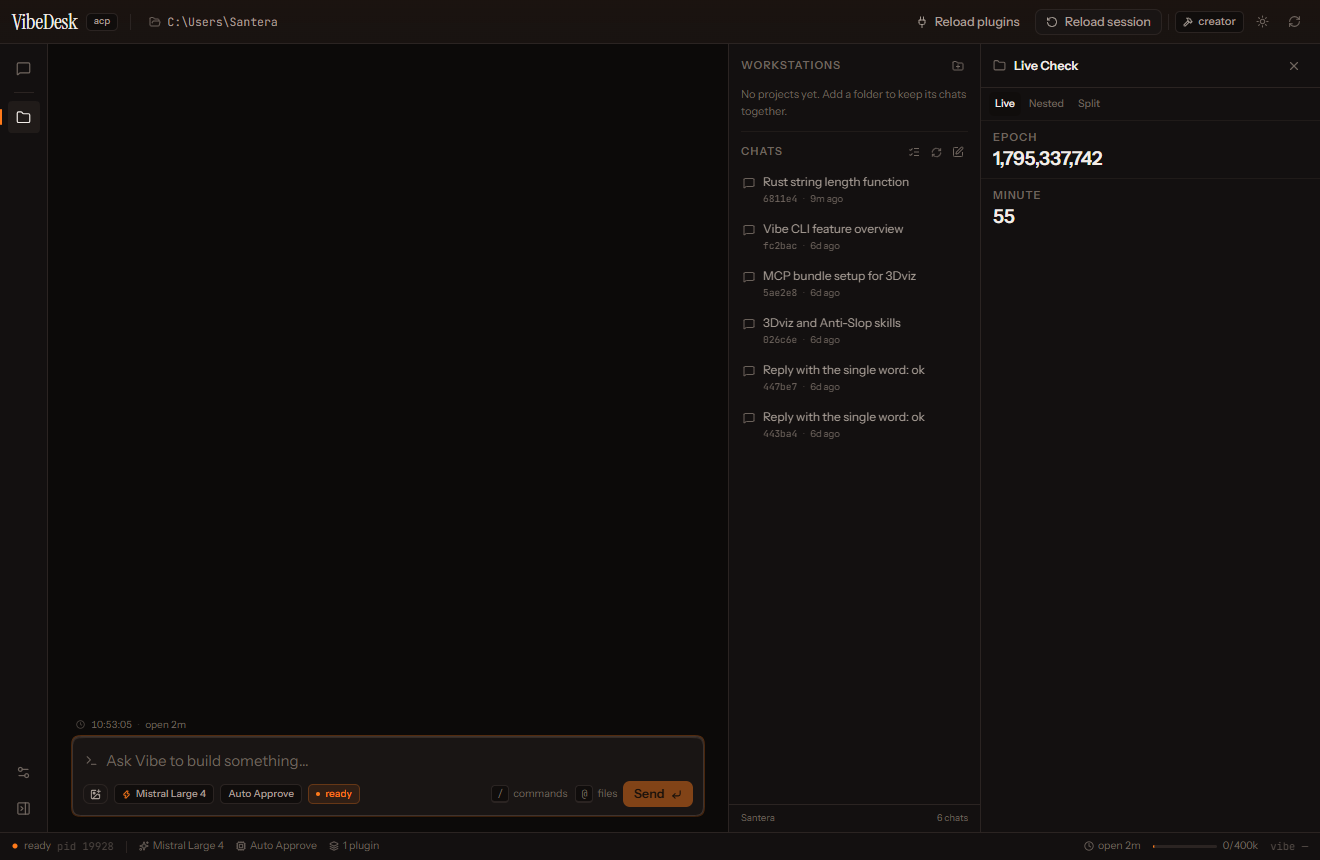 VibeDesk acp C:\Users\Santera Reload plugins Reload session creator
WORKSTATIONS
No projects yet. Add a folder to keep its chats
together.
CHATS
Rust string length function
6811e4 · 9m ago
Vibe CLI feature overview
fc2bac · 6d ago
MCP bundle setup for 3Dviz
5ae2e8 · 6d ago
3Dviz and Anti-Slop skills
026c6e · 6d ago
Reply with the single word: ok
447be7 · 6d ago
Reply with the single word: ok
443ba4 · 6d ago
Santera 6 chats
Live Check
Live Nested Split
EPOCH
1,795,337,742
MINUTE
55
10:53:05 · open 2m
Ask Vibe to build something...
Mistral Large 4 Auto Approve ready / commands @ files Send
ready pid 19928 Mistral Large 4 Auto Approve 1 plugin open 2m 0/400k vibe —